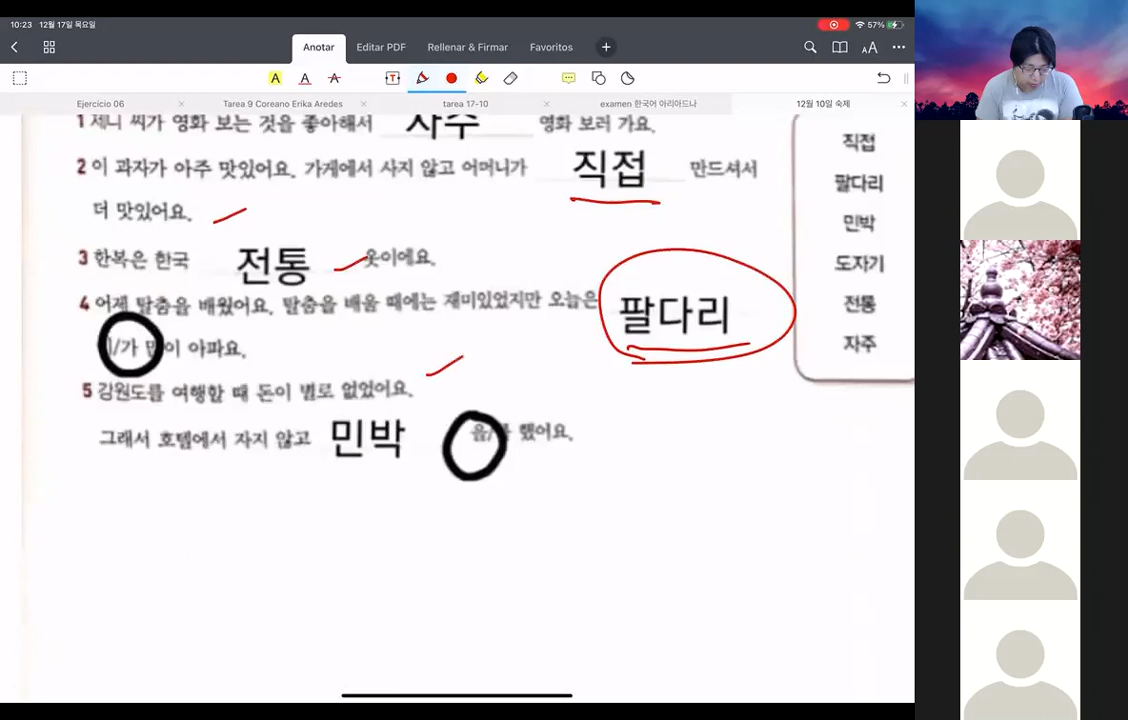 10:23 12월 17일 목요일
57%
Anotar Editar PDF Rellenar & Firmar Favoritos
A A A T AA
Ejercicio 06 Tarea 9 Coreano Erika Aredes tarea 17-10 examen 한국어 아리아드나 12월 10일 숙제
1 제니 씨가 영화 보는 것을 좋아해서 자주 영화 보러 가요.
2 이 과자가 아주 맛있어요. 가게에서 사지 않고 어머니가 직접 만드셔서
더 맛있어요.
3 한복은 한국 전통 옷이에요.
4 어제 탈춤을 배웠어요. 탈춤을 배울 때에는 재미있었지만 오늘은 팔다리
/가 많이 아파요.
5 강원도를 여행할 때 돈이 별로 없었어요.
그래서 호텔에서 자지 않고 민박 을/를 했어요.
직접
팔다리
민박
도자기
전통
자주